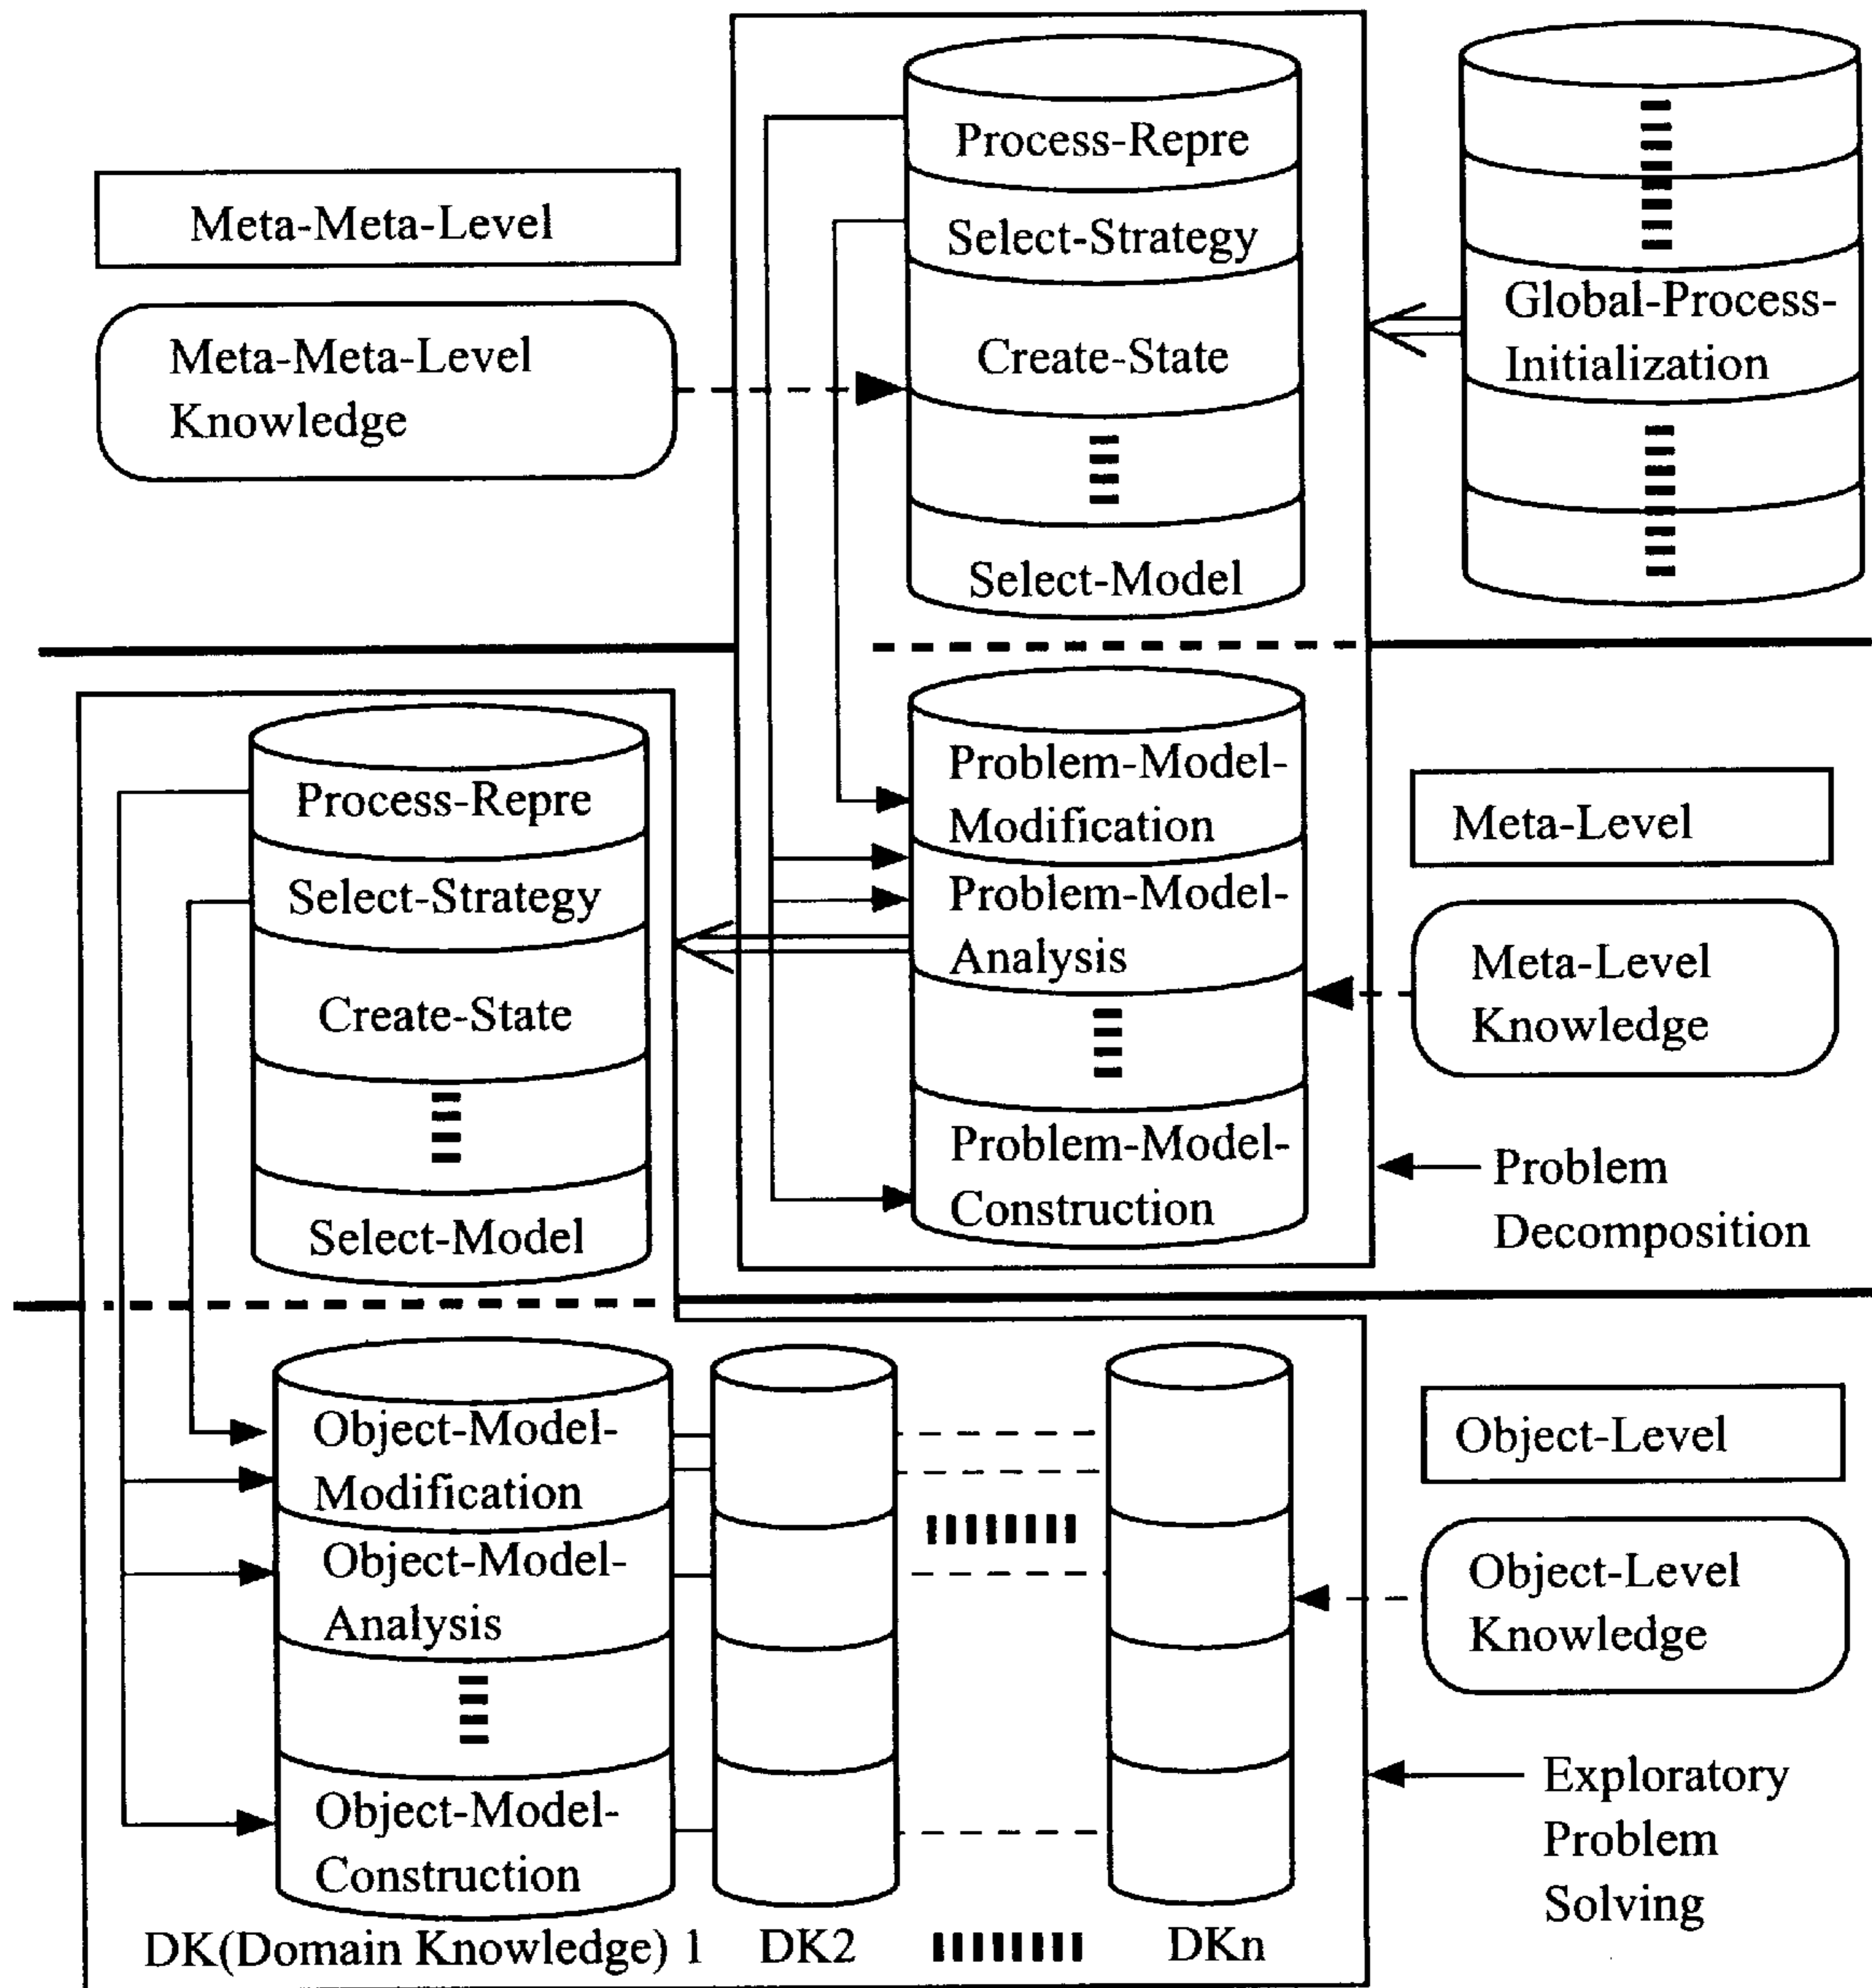 Process-Repre
Select-Strategy
Create-State
Select-Model
Global-Process-
Initialization
Meta-Meta-Level
Meta-Meta-Level
Knowledge
Process-Repre
Select-Strategy
Create-State
Select-Model
Problem-Model-
Modification
Problem-Model-
Analysis
Problem-Model-
Construction
Meta-Level
Meta-Level
Knowledge
Problem
Decomposition
Object-Model-
Modification
Object-Model-
Analysis
Object-Model-
Construction
Object-Level
Object-Level
Knowledge
Exploratory
Problem
Solving
DK(Domain Knowledge) 1
DK2
DKn